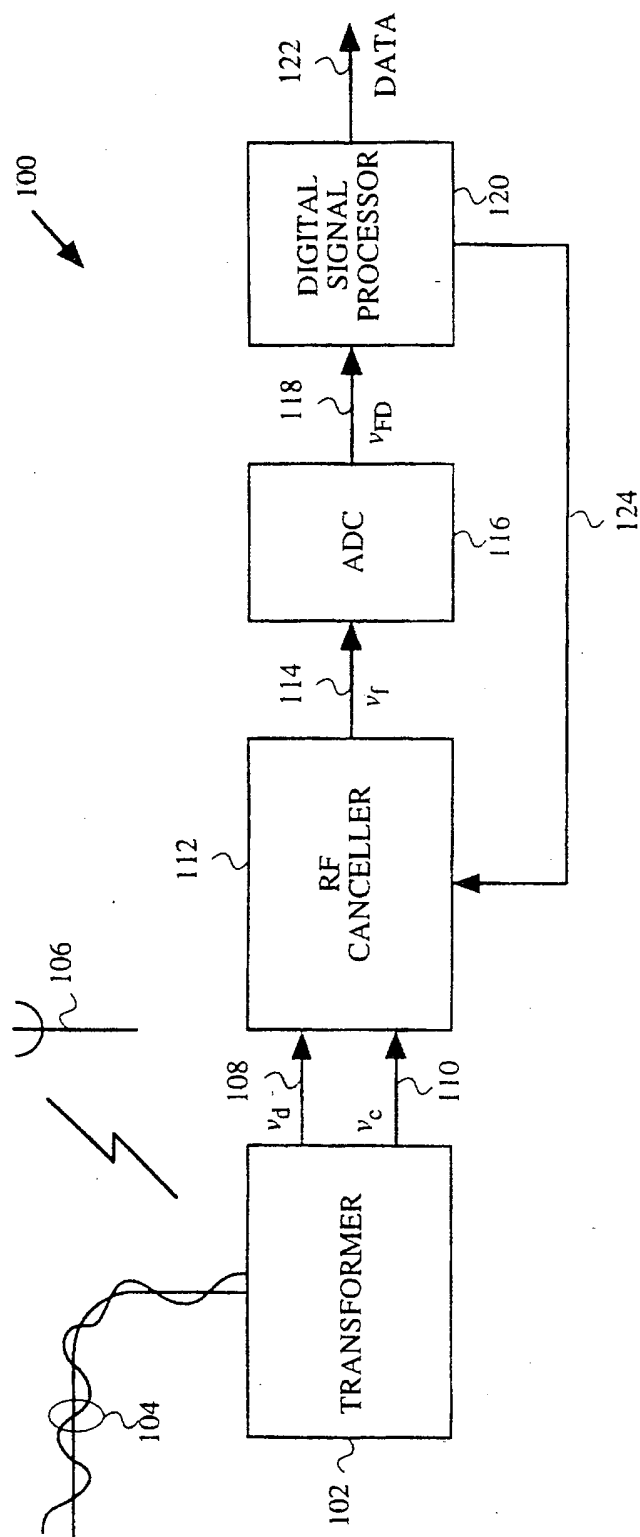 100
106
104
TRANSFORMER
102
v_d
108
v_c
110
RF
CANCELLER
112
114
v_f
ADC
116
118
v_FD
DIGITAL
SIGNAL
PROCESSOR
120
122
DATA
124